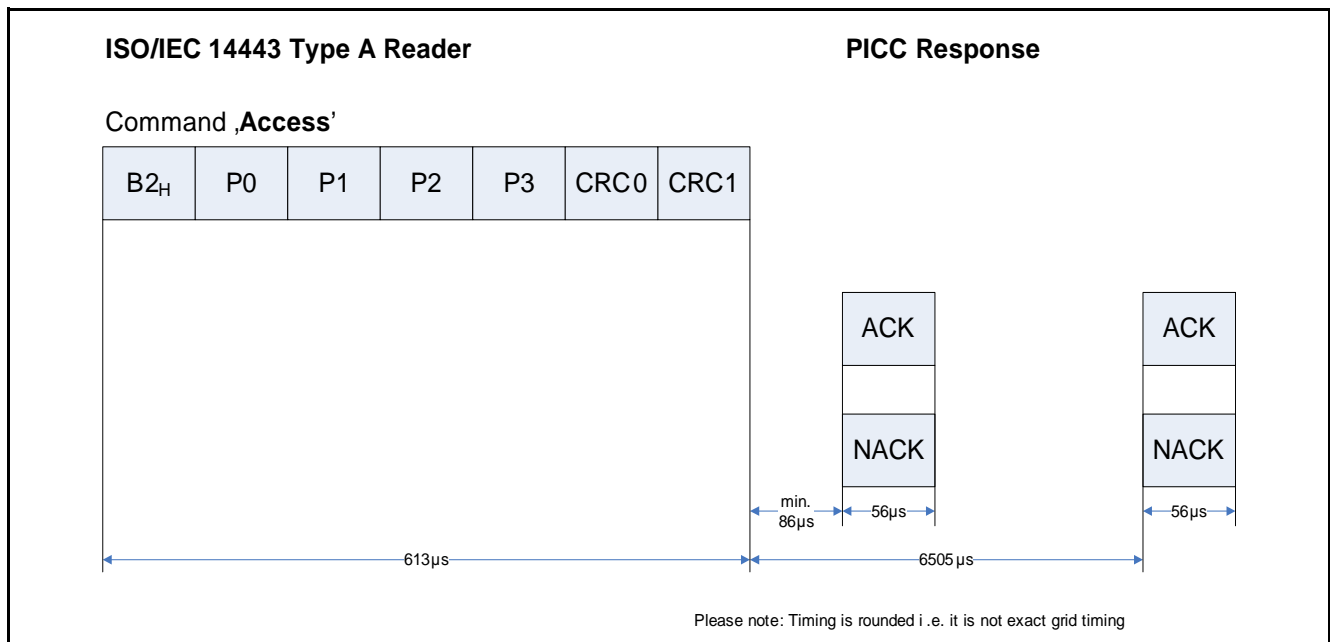 ISO/IEC 14443 Type A Reader
PICC Response
Command ,Access'
B2H P0 P1 P2 P3 CRC0 CRC1
ACK ACK
NACK NACK
min.
86µs
56µs 56µs
613µs 6505µs
Please note: Timing is rounded i .e. it is not exact grid timing